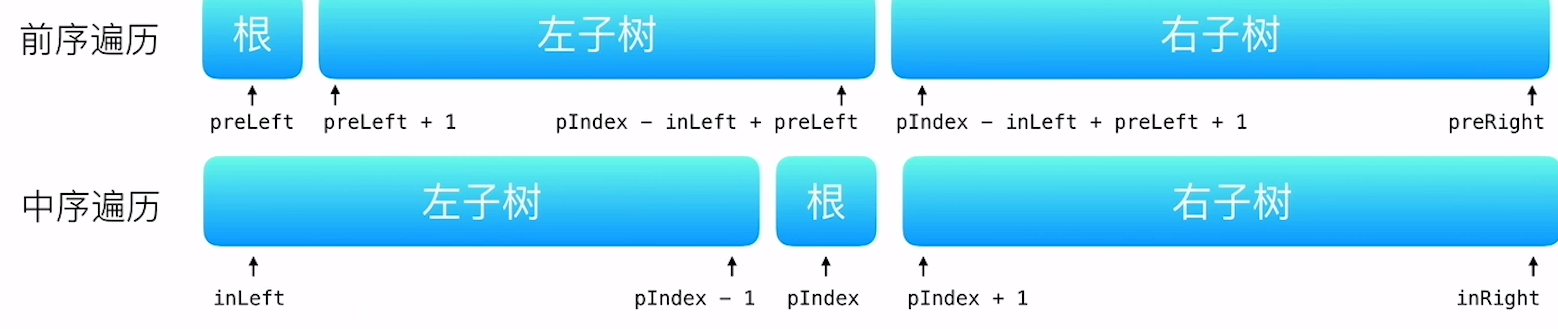 前序遍历 根 左子树 右子树
preLeft preLeft + 1 pIndex − inLeft + preLeft pIndex − inLeft + preLeft + 1 preRight
中序遍历 左子树 根 右子树
inLeft pIndex − 1 pIndex pIndex + 1 inRight